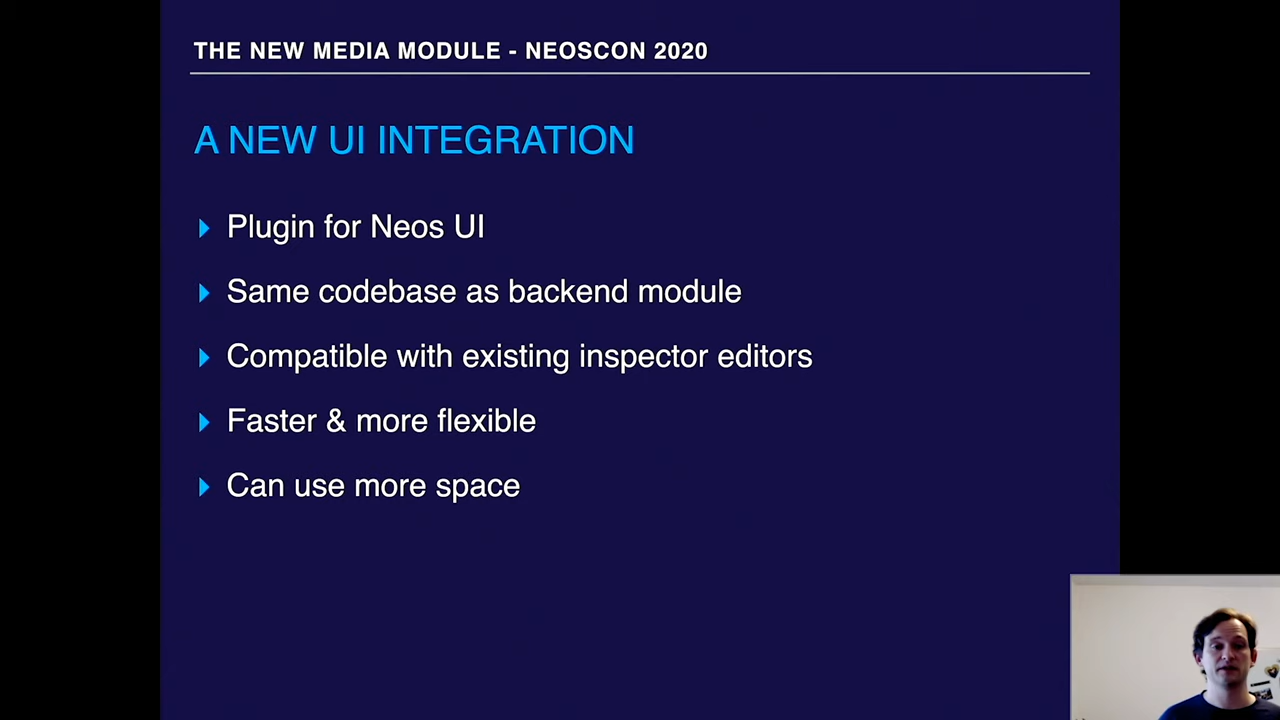 THE NEW MEDIA MODULE - NEOSCON 2020
A NEW UI INTEGRATION
Plugin for Neos UI
Same codebase as backend module
Compatible with existing inspector editors
Faster & more flexible
Can use more space